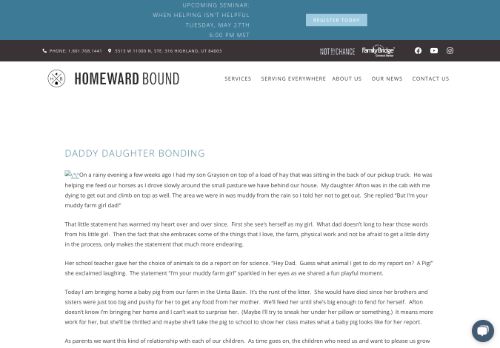 UPCOMING SEMINAR:
WHEN HELPING ISN'T HELPFUL
TUESDAY, MAY 27TH
6:00 PM MST
REGISTER TODAY
PHONE: 1.801.768.1441
5513 W 11000 N, STE. 316 HIGHLAND, UT 84003
NOT BY CHANCE
FamilyBridge
HOMEWARD BOUND
SERVICES
SERVING EVERYWHERE
ABOUT US
OUR NEWS
CONTACT US
DADDY DAUGHTER BONDING
On a rainy evening a few weeks ago I had my son Grayson on top of a load of hay that was sitting in the back of our pickup truck. He was
helping me feed our horses as I drove slowly around the small pasture we have behind our house. My daughter Afton was in the cab with me
dying to get out and climb on top as well. The area we were in was muddy from the rain so I told her not to get out. She replied "But I'm your
muddy farm girl dad!"
That little statement has warmed my heart over and over since. First she see's herself as my girl. What dad doesn't long to hear those words
from his little girl. Then the fact that she embraces some of the things that I love, the farm, physical work and not be afraid to get a little dirty
in the process, only makes the statement that much more endearing.
Her school teacher gave her the choice of animals to do a report on for science. "Hey Dad. Guess what animal I get to do my report on? A Pig!"
she exclaimed laughing. The statement "I'm your muddy farm girl" sparkled in her eyes as we shared a fun playful moment.
Today I am bringing home a baby pig from our farm in the Uinta Basin. It's the runt of the litter. She would have died since her brothers and
sisters were just too big and pushy for her to get any food from her mother. We'll feed her until she's big enough to fend for herself. Afton
doesn't know I'm bringing her home and I can't wait to surprise her. (Maybe I'll try to sneak her under her pillow or something) It means more
work for her, but she'll be thrilled and maybe she'll take the pig to school to show her class makes what a baby pig looks like for her report.
As parents we want this kind of relationship with each of our children. As time goes on, the children who need us and want to please us grow